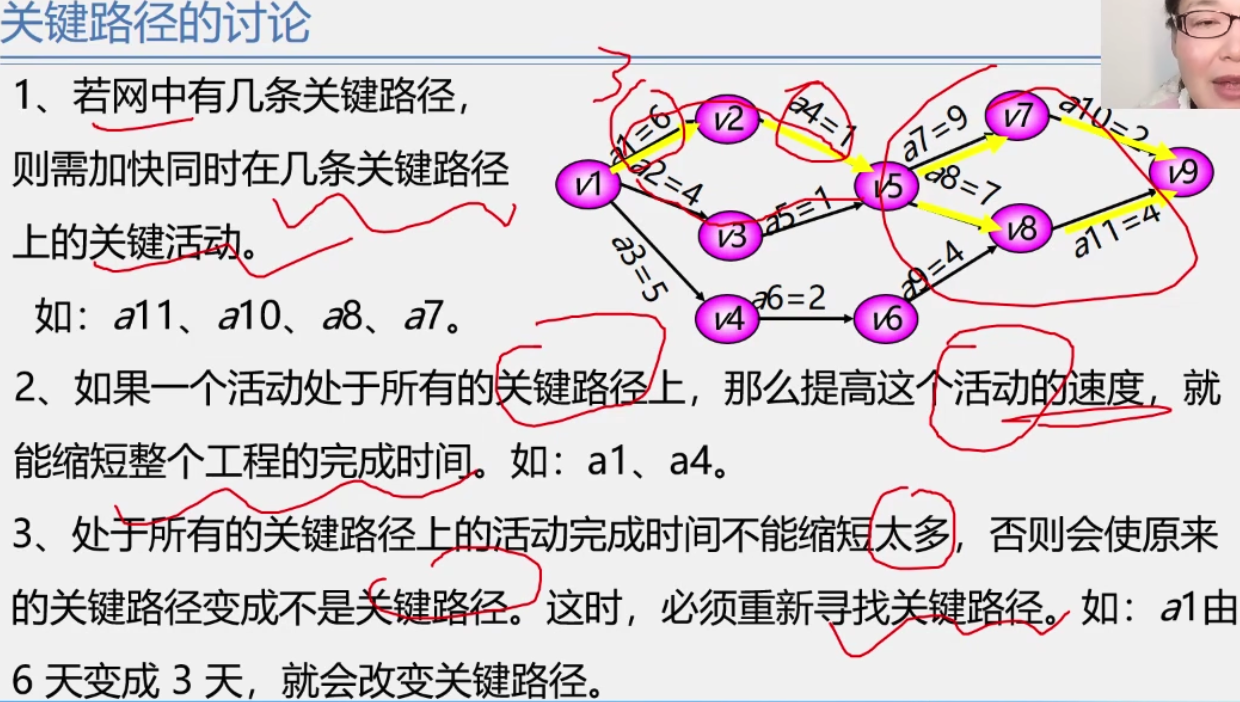 关键路径的讨论
1、若网中有几条关键路径，
则需加快同时在几条关键路径
上的关键活动。
如：a11、a10、a8、a7。
3
a1=6
v2
a4=1
a7=9
v7
a10=2
v1
a2=4
v5
a8=7
v9
v3
a5=1
v8
a11=4
a3=5
a9=4
v4
a6=2
v6
2、如果一个活动处于所有的关键路径上，那么提高这个活动的速度，就
能缩短整个工程的完成时间。如：a1、a4。
3、处于所有的关键路径上的活动完成时间不能缩短太多，否则会使原来
的关键路径变成不是关键路径。这时，必须重新寻找关键路径。如：a1由
6 天变成 3 天，就会改变关键路径。